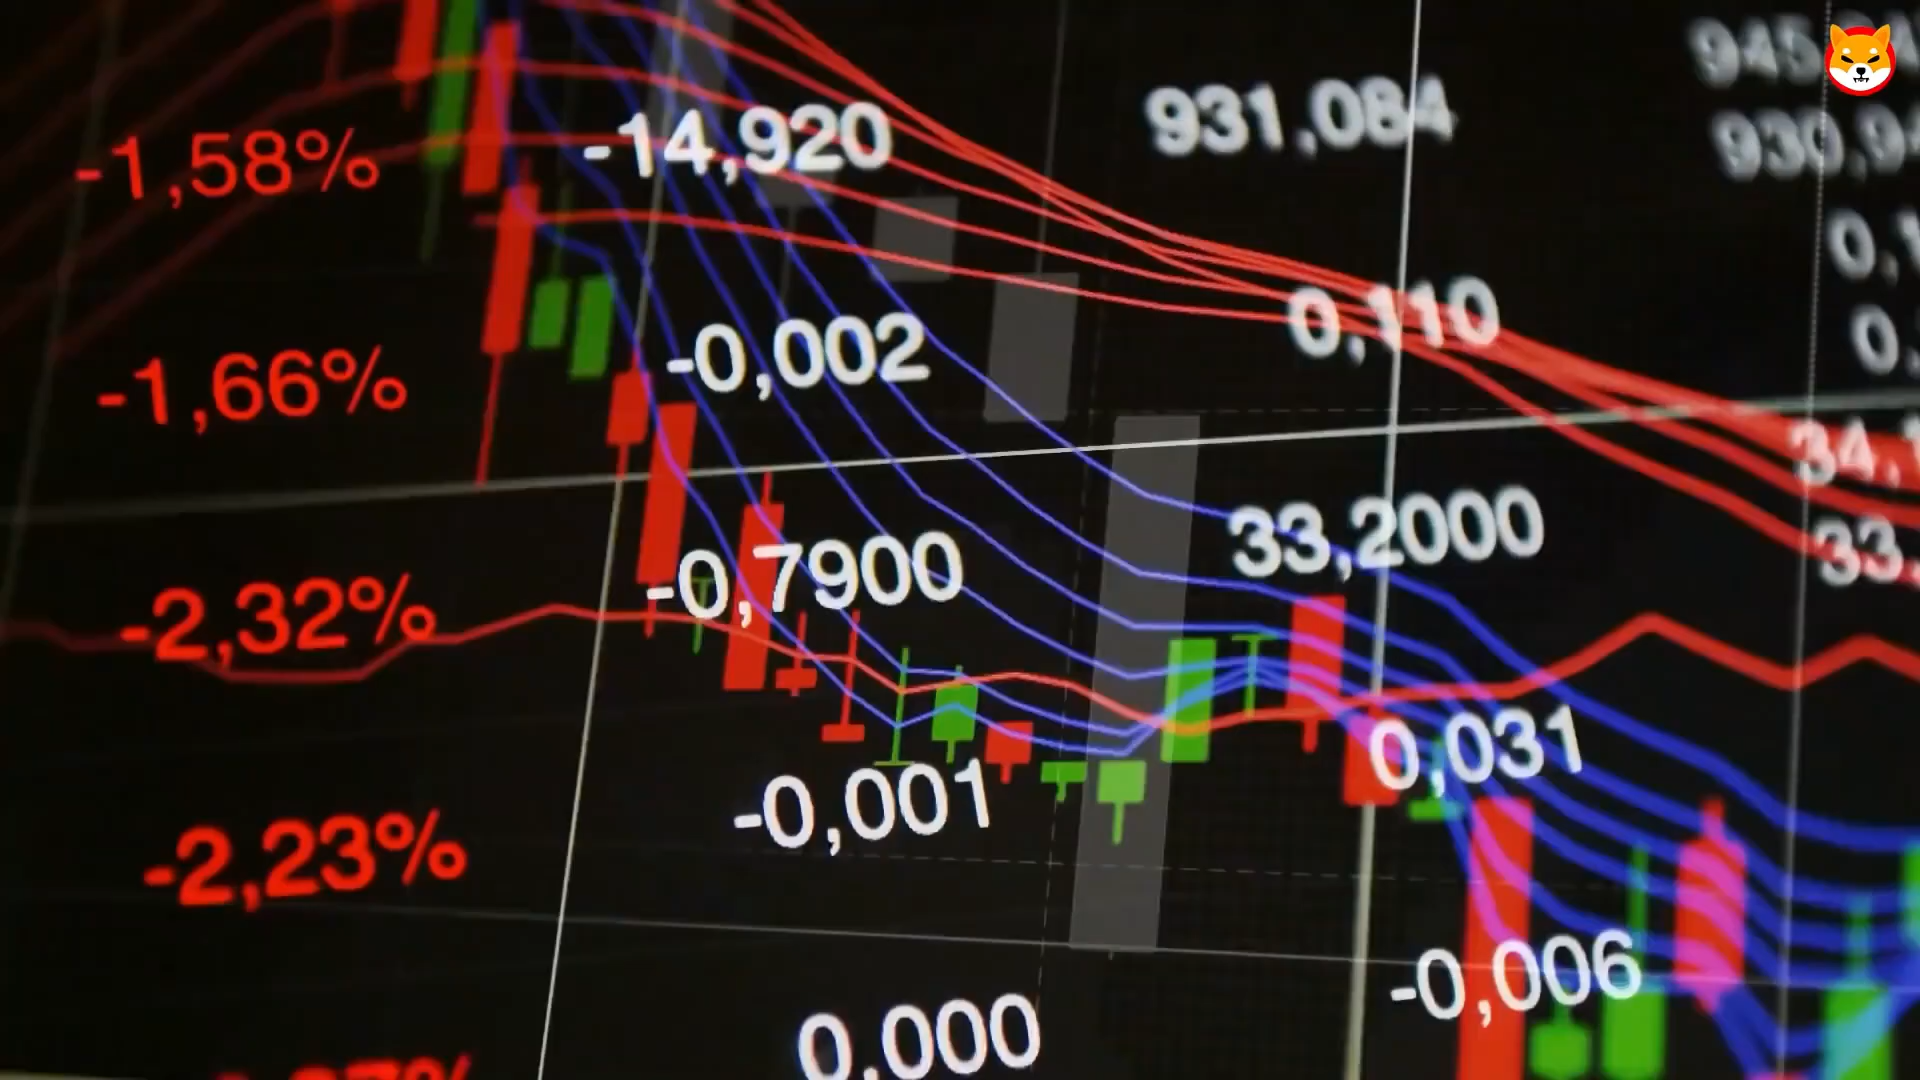 -1,58% -14,920 931,084
-1,66% -0,002 0,110
-2,32% -0,7900 33,2000
-2,23% -0,001 0,031
0,000 -0,006